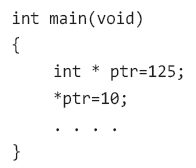 int main(void)
{
int * ptr=125;
*ptr=10;
. . . .
}